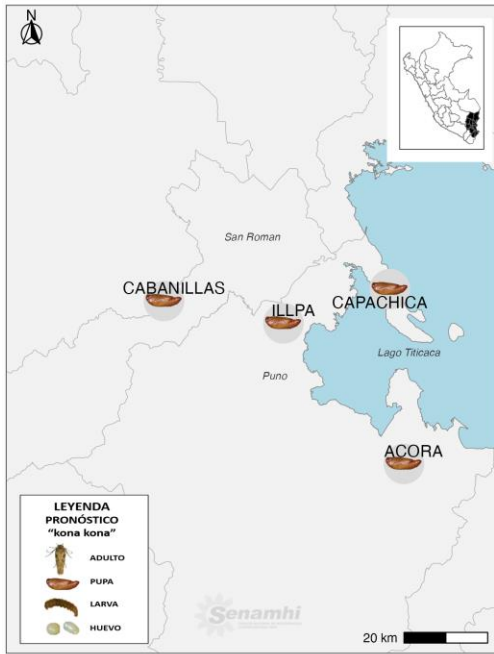 N
San Roman
CABANILLAS
ILLPA
CAPACHICA
Lago Titicaca
Puno
ACORA
LEYENDA
PRONÓSTICO
"kona kona"
ADULTO
PUPA
LARVA
HUEVO
Senamhi
20 km